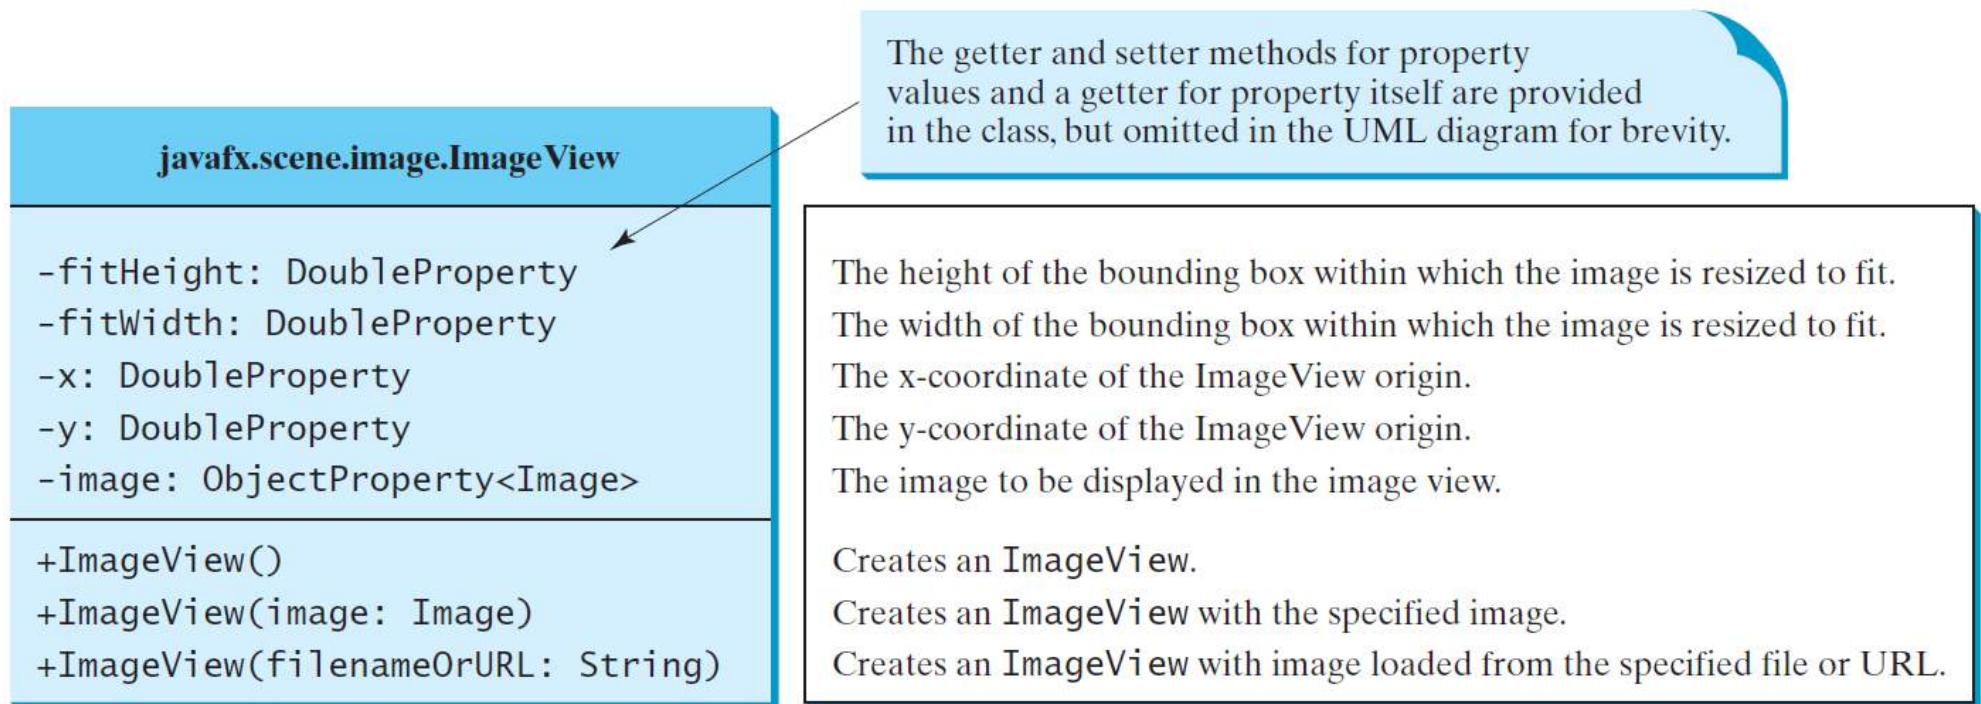 The getter and setter methods for property
values and a getter for property itself are provided
in the class, but omitted in the UML diagram for brevity.
javafx.scene.image.ImageView
-fitHeight: DoubleProperty
-fitWidth: DoubleProperty
-x: DoubleProperty
-y: DoubleProperty
-image: ObjectProperty<Image>
The height of the bounding box within which the image is resized to fit.
The width of the bounding box within which the image is resized to fit.
The x-coordinate of the ImageView origin.
The y-coordinate of the ImageView origin.
The image to be displayed in the image view.
+ImageView()
+ImageView(image: Image)
+ImageView(filenameOrURL: String)
Creates an ImageView.
Creates an ImageView with the specified image.
Creates an ImageView with image loaded from the specified file or URL.